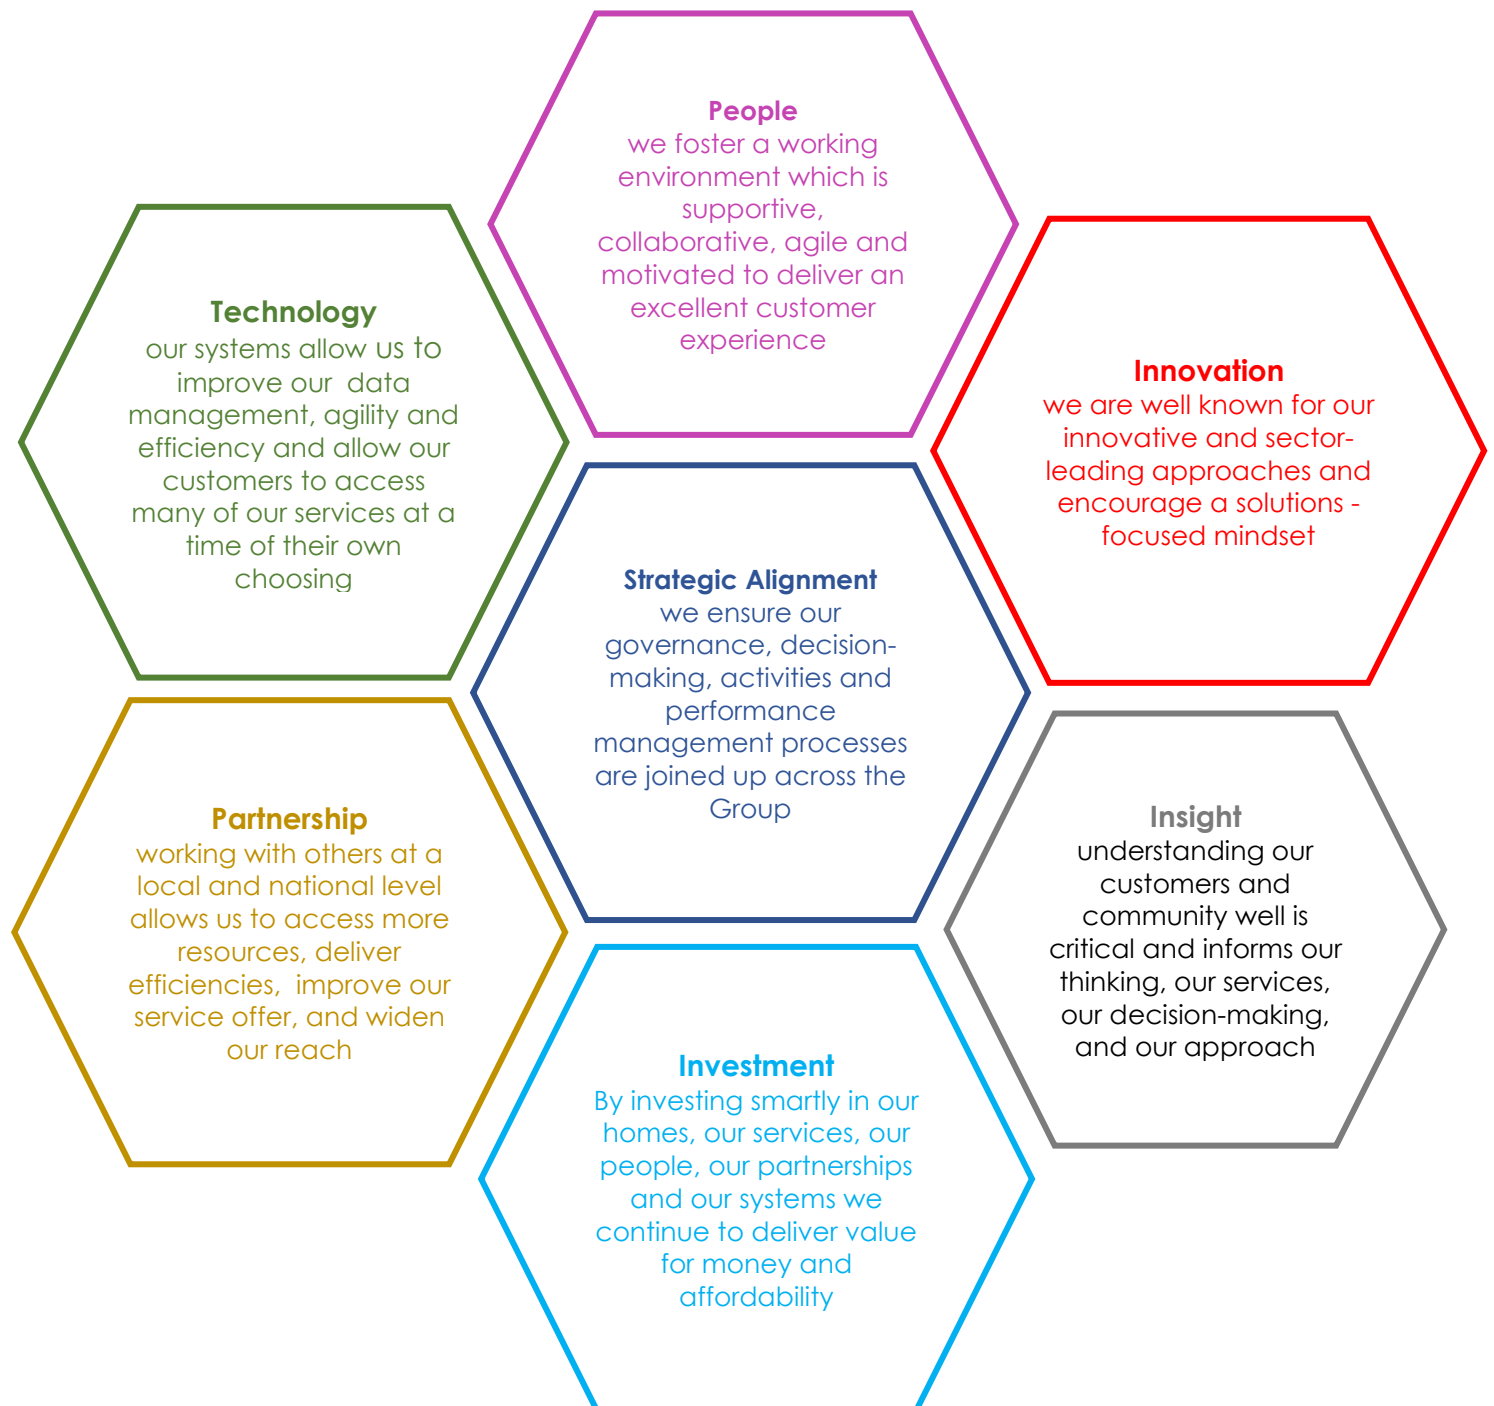 People
we foster a working
environment which is
supportive,
collaborative, agile and
motivated to deliver an
excellent customer
experience
Technology
our systems allow us to
improve our  data
management, agility and
efficiency and allow our
customers to access
many of our services at a
time of their own
choosing
Innovation
we are well known for our
innovative and sector-
leading approaches and
encourage a solutions -
focused mindset
Strategic Alignment
we ensure our
governance, decision-
making, activities and
performance
management processes
are joined up across the
Group
Partnership
working with others at a
local and national level
allows us to access more
resources, deliver
efficiencies,  improve our
service offer, and widen
our reach
Insight
understanding our
customers and
community well is
critical and informs our
thinking, our services,
our decision-making,
and our approach
Investment
By investing smartly in our
homes, our services, our
people, our partnerships
and our systems we
continue to deliver value
for money and
affordability